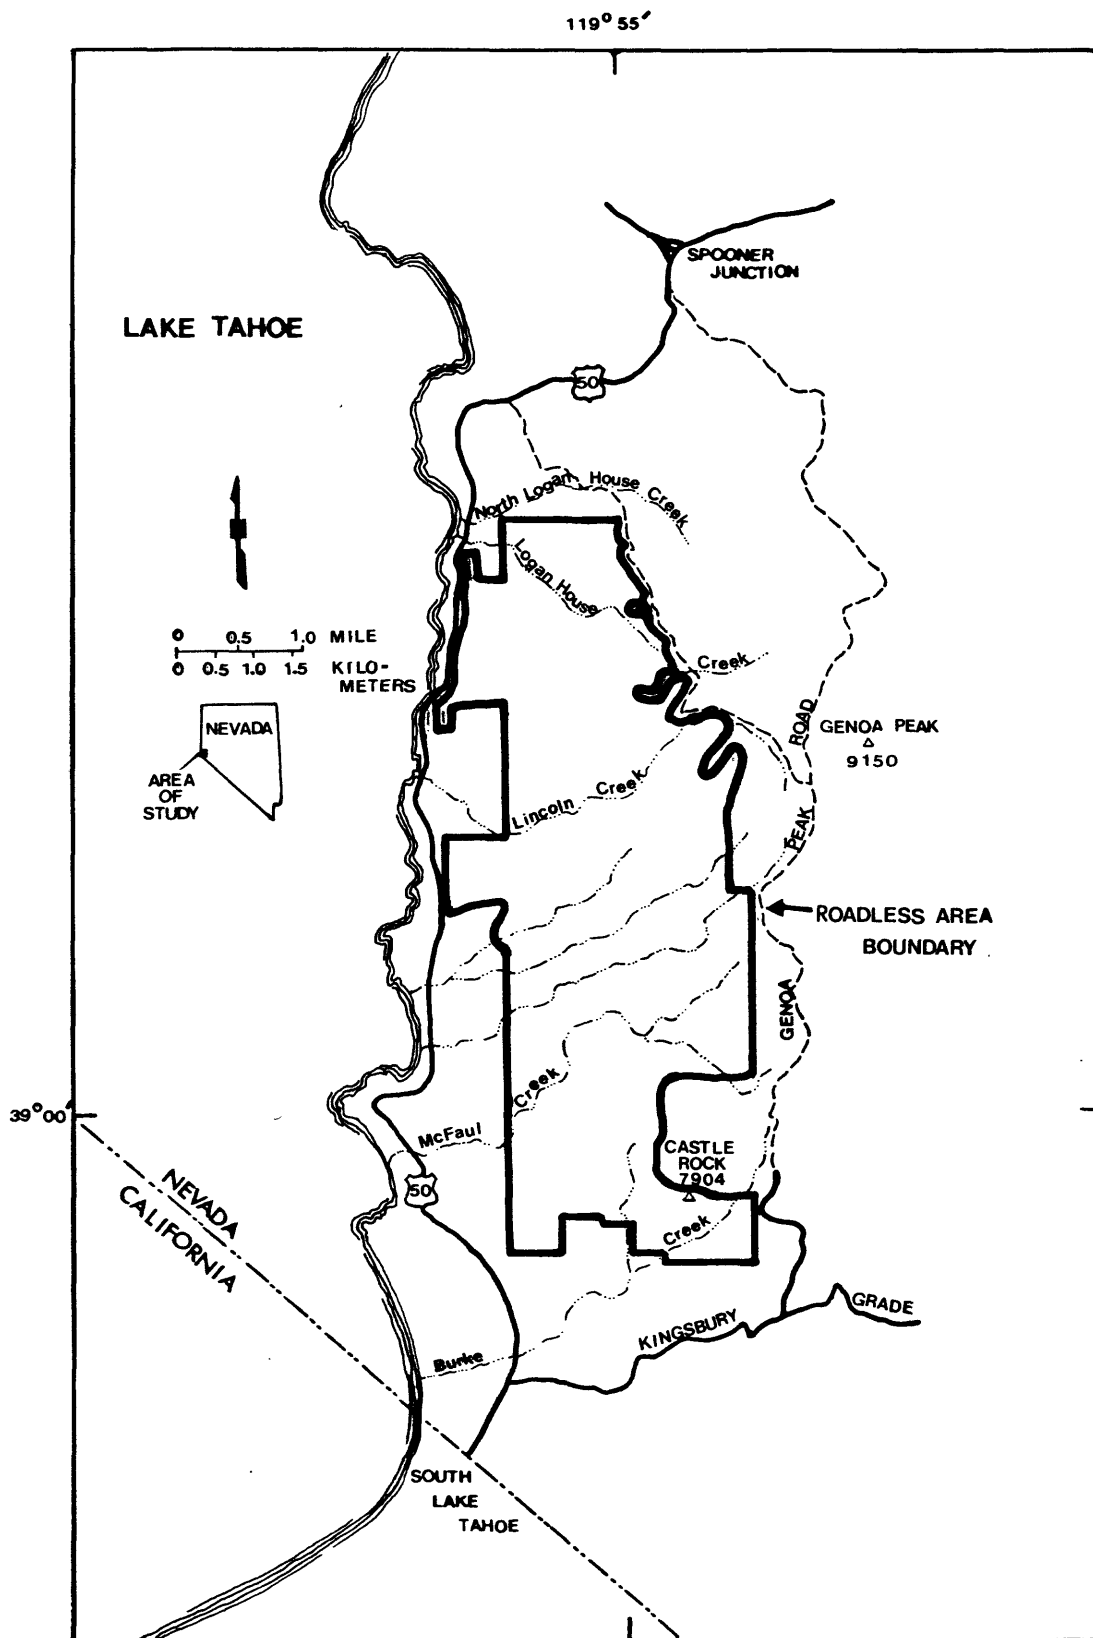 119° 55′
SPOONER
JUNCTION
LAKE TAHOE
50
North Logan House Creek
Logan House Creek
0 0.5 1.0 MILE
0 0.5 1.0 1.5 KILO-
METERS
NEVADA
AREA
OF
STUDY
GENOA PEAK
9150
GENOA PEAK ROAD
Lincoln Creek
ROADLESS AREA
BOUNDARY
39° 00′
McFaul Creek
CASTLE
ROCK
7904
NEVADA
CALIFORNIA
50
Burke Creek
KINGSBURY GRADE
SOUTH
LAKE
TAHOE